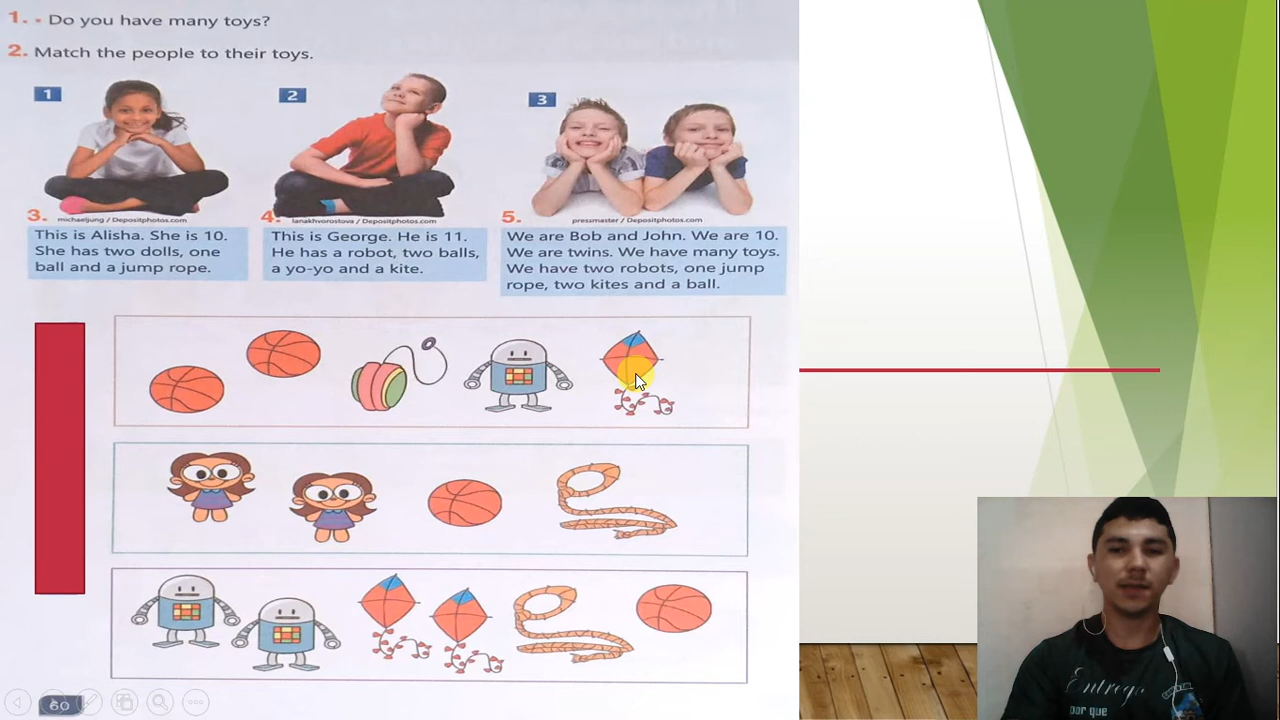 1. - Do you have many toys?
2. Match the people to their toys.
1
2
3
3. michaeljung / Depositphotos.com
4. lanakhvorostova / Depositphotos.com
5. pressmaster / Depositphotos.com
This is Alisha. She is 10.
She has two dolls, one
ball and a jump rope.
This is George. He is 11.
He has a robot, two balls,
a yo-yo and a kite.
We are Bob and John. We are 10.
We are twins. We have many toys.
We have two robots, one jump
rope, two kites and a ball.
60
Entrego
por que